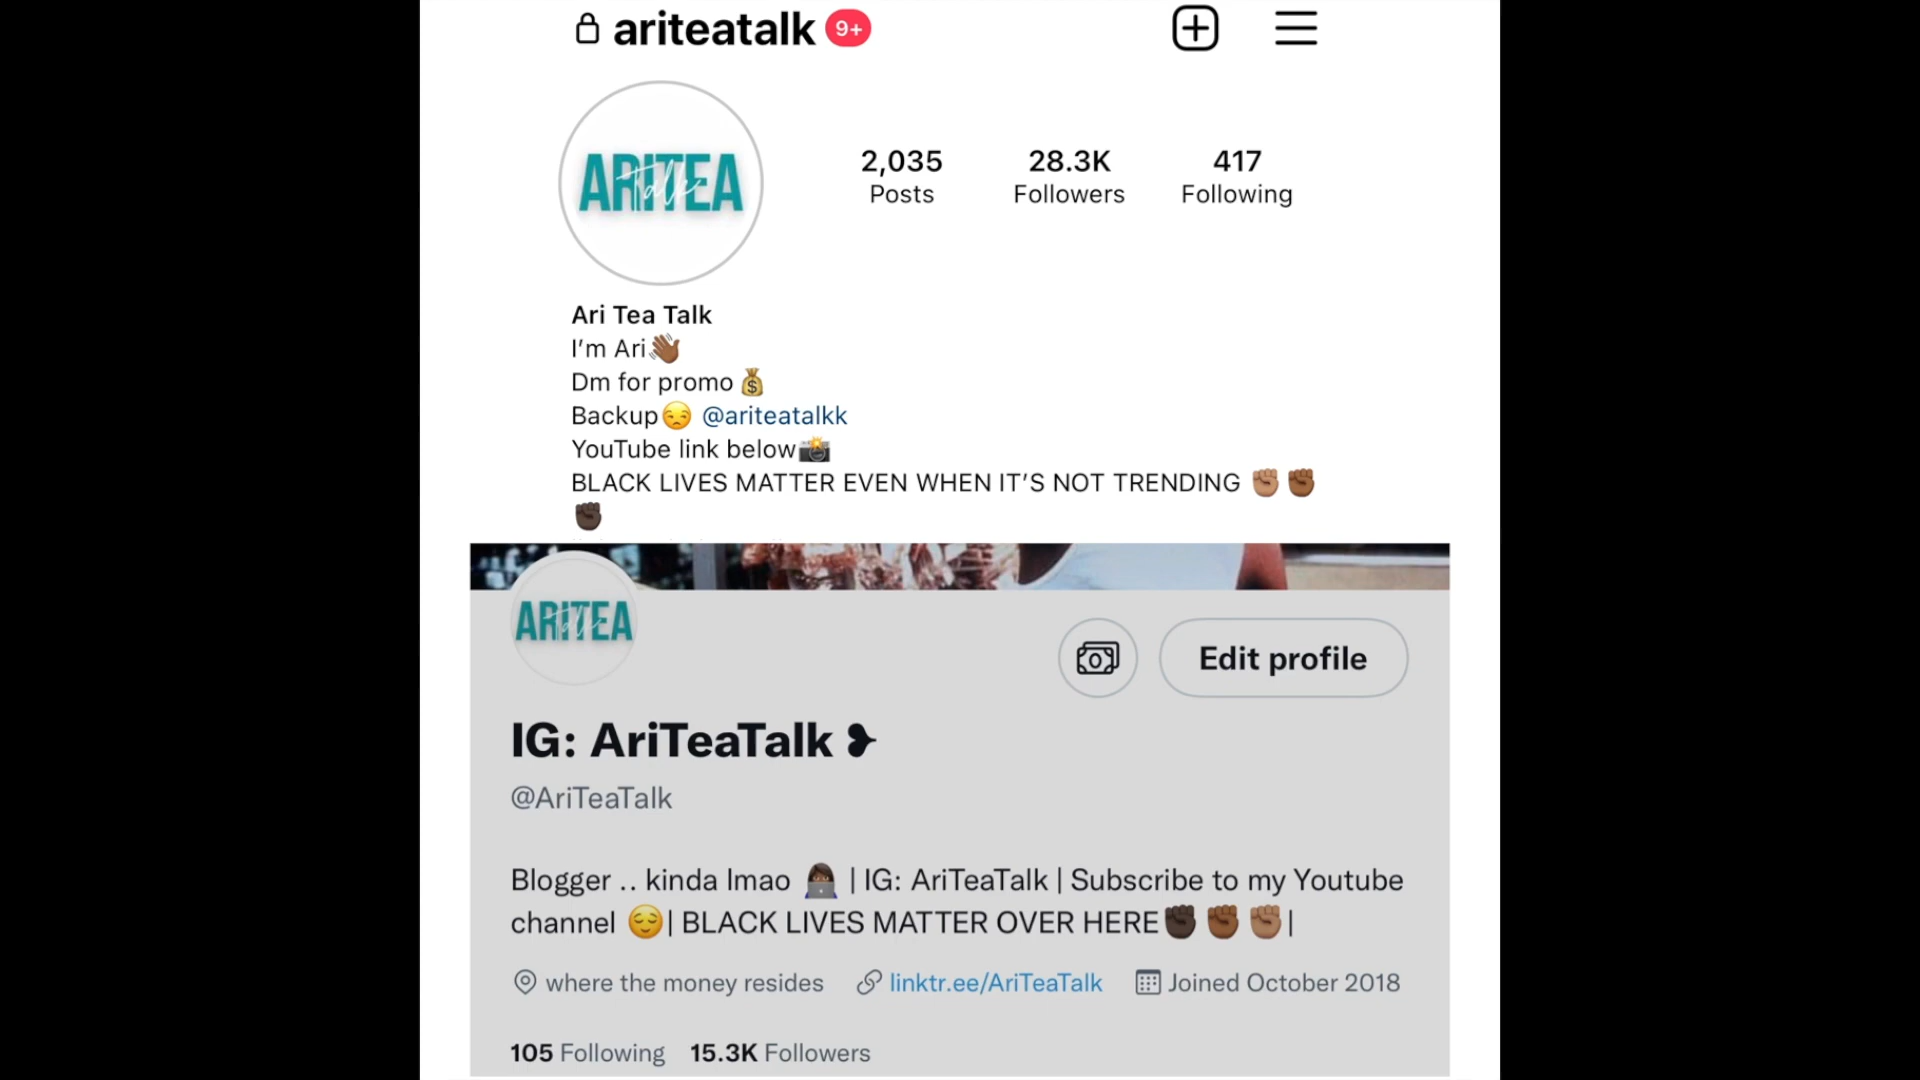 ariteatalk 9+
ARITEA
Talk
2,035 28.3K 417
Posts Followers Following
Ari Tea Talk
I'm Ari👋🏾
Dm for promo💰
Backup😒 @ariteatalkk
YouTube link below📸
BLACK LIVES MATTER EVEN WHEN IT'S NOT TRENDING ✊🏽✊🏾
✊🏿
ARITEA
Talk
Edit profile
IG: AriTeaTalk ❥
@AriTeaTalk
Blogger .. kinda lmao 👩🏾‍💻 | IG: AriTeaTalk | Subscribe to my Youtube
channel 😌| BLACK LIVES MATTER OVER HERE✊🏿✊🏾✊🏽|
where the money resides linktr.ee/AriTeaTalk Joined October 2018
105 Following 15.3K Followers